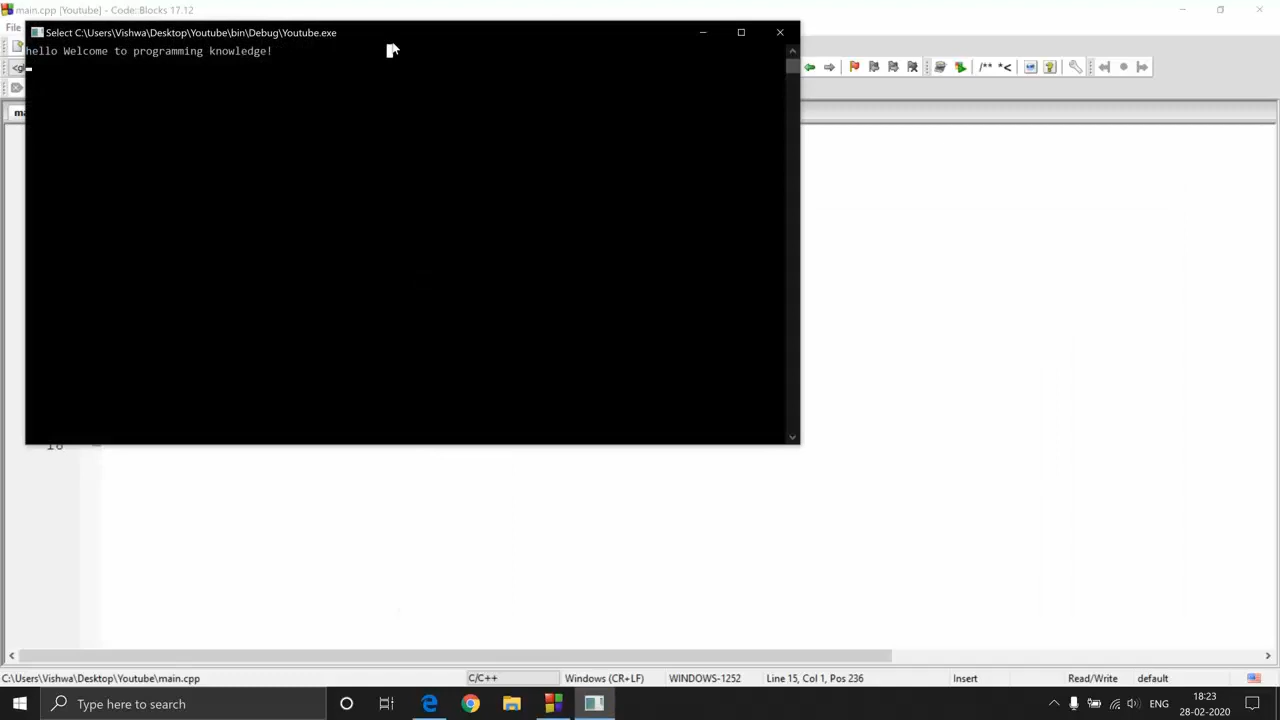 main.cpp [Youtube] - Code::Blocks 17.12
File
Select C:\Users\Vishwa\Desktop\Youtube\bin\Debug\Youtube.exe
hello Welcome to programming knowledge!
/** *<
C:\Users\Vishwa\Desktop\Youtube\main.cpp C/C++ Windows (CR+LF) WINDOWS-1252 Line 15, Col 1, Pos 236 Insert Read/Write default
Type here to search
ENG
18:23
28-02-2020